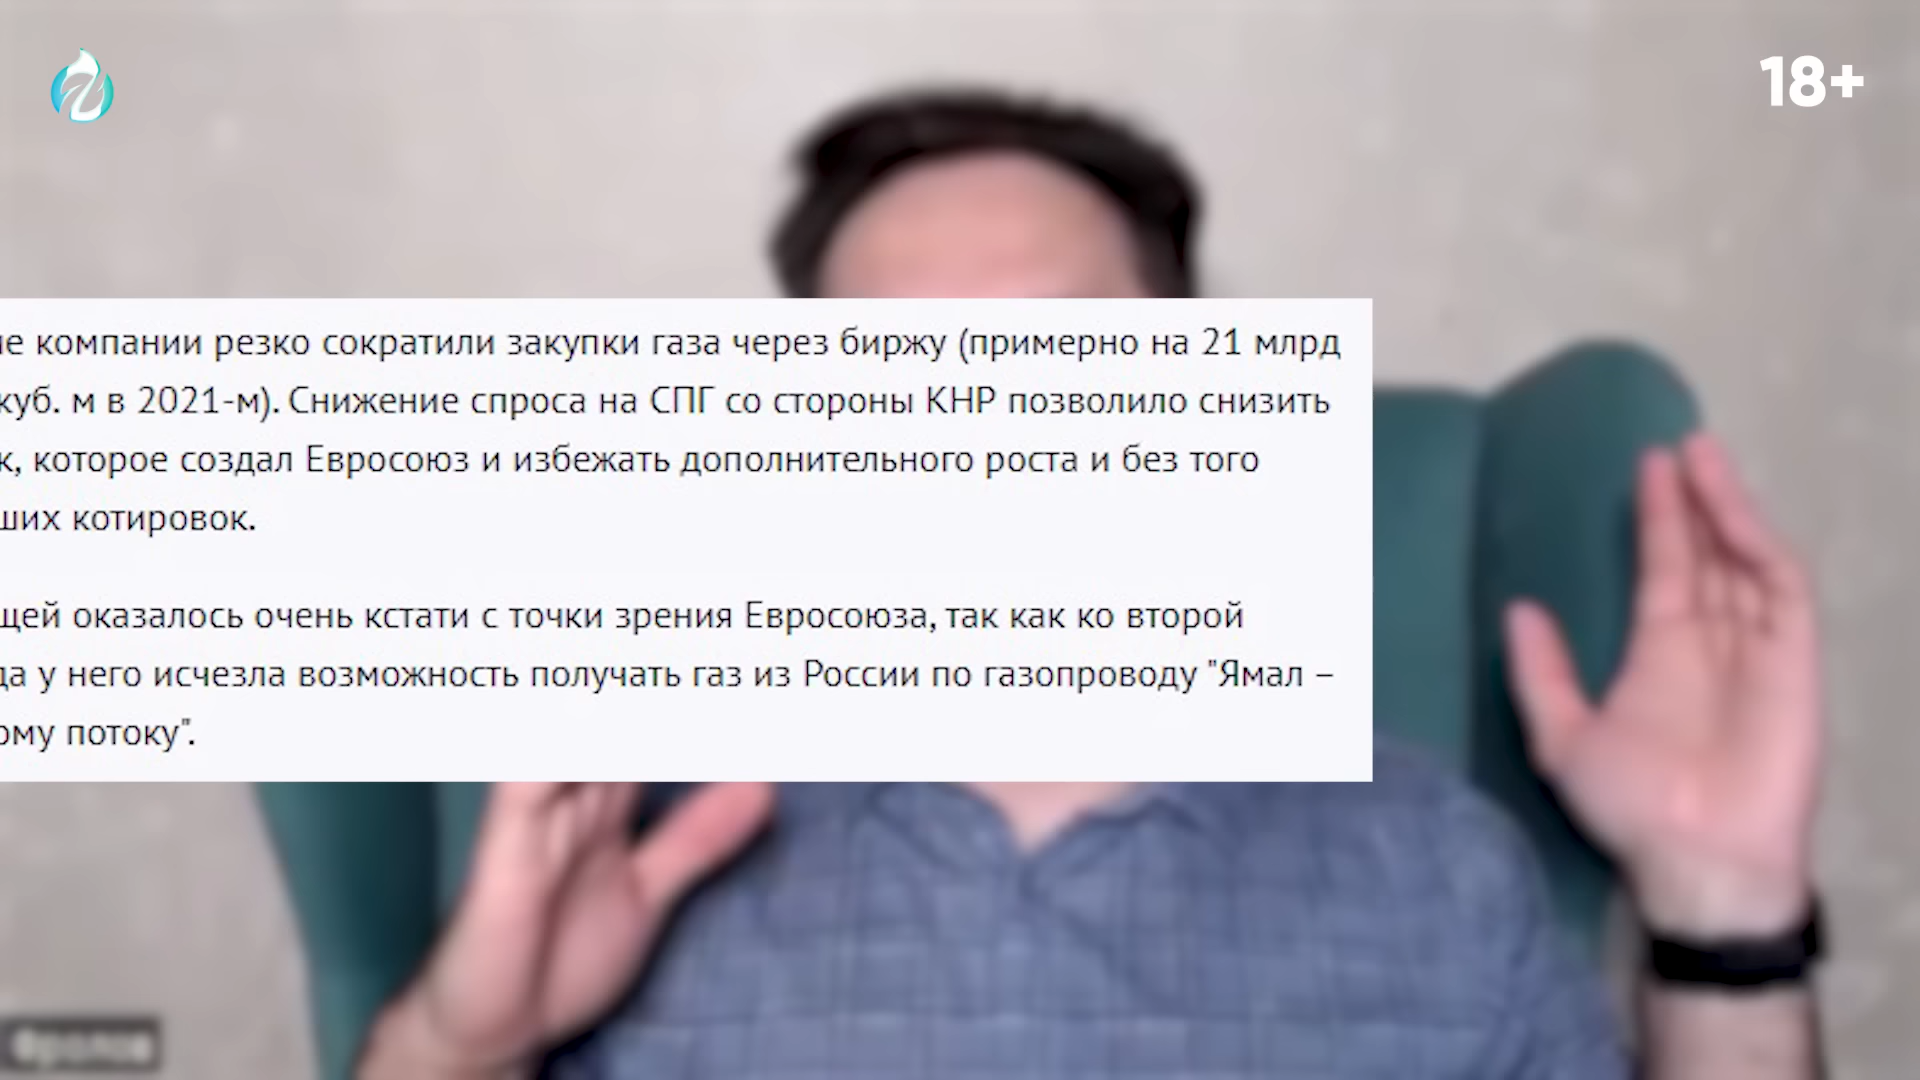 18+
ие компании резко сократили закупки газа через биржу (примерно на 21 млрд
куб. м в 2021-м). Снижение спроса на СПГ со стороны КНР позволило снизить
к, которое создал Евросоюз и избежать дополнительного роста и без того
ших котировок.
щей оказалось очень кстати с точки зрения Евросоюза, так как ко второй
да у него исчезла возможность получать газ из России по газопроводу "Ямал –
ому потоку".
Фролов